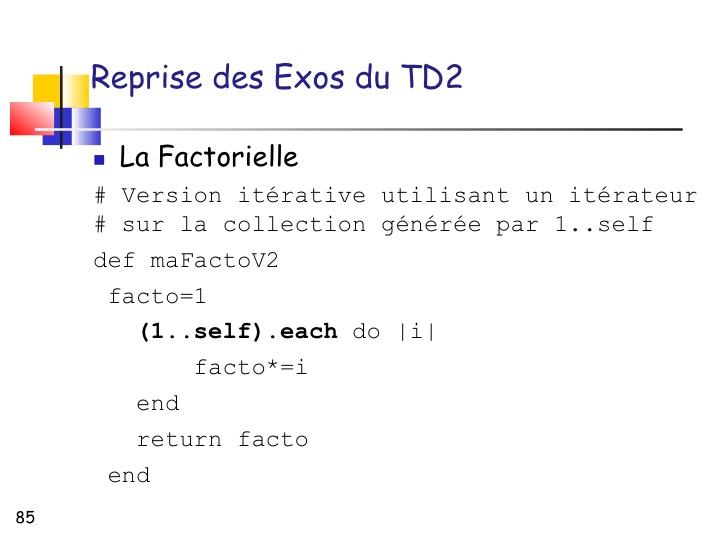 Reprise des Exos du TD2
La Factorielle
# Version itérative utilisant un itérateur
# sur la collection générée par 1..self
def maFactoV2
facto=1
(1..self).each do |i|
facto*=i
end
return facto
end
85